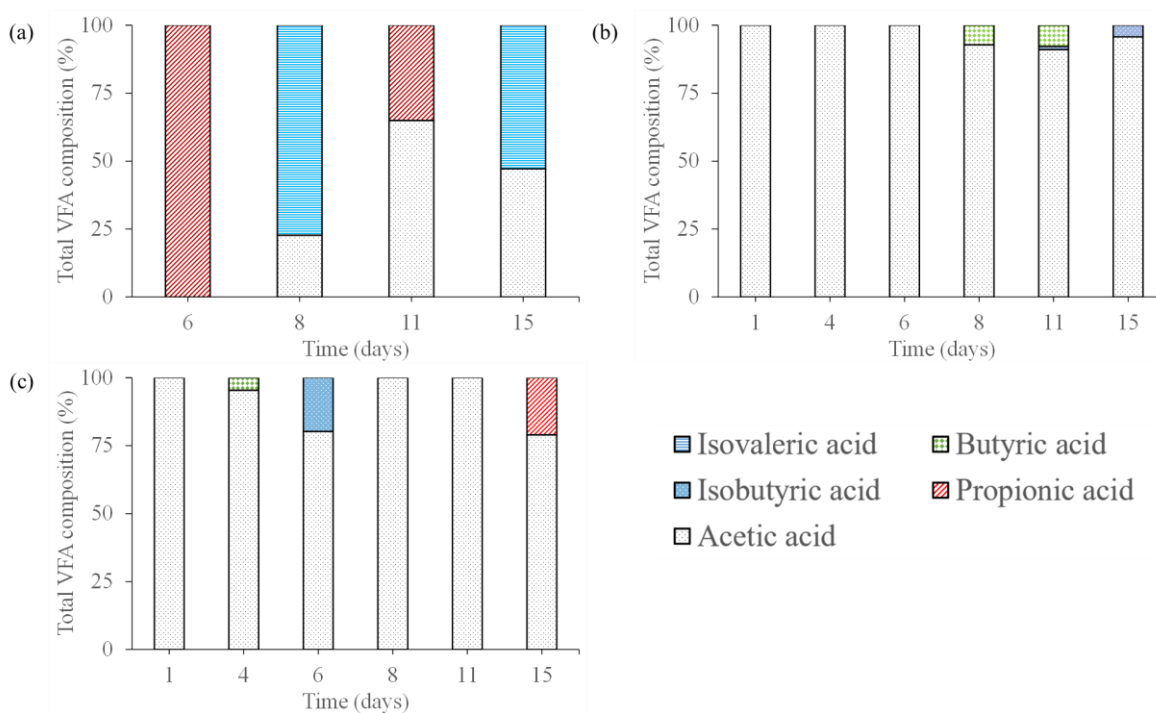 (a)
Total VFA composition (%)
100
75
50
25
0
6 8 11 15
Time (days)
(b)
Total VFA composition (%)
100
75
50
25
0
1 4 6 8 11 15
Time (days)
(c)
Total VFA composition (%)
100
75
50
25
0
1 4 6 8 11 15
Time (days)
Isovaleric acid Butyric acid
Isobutyric acid Propionic acid
Acetic acid